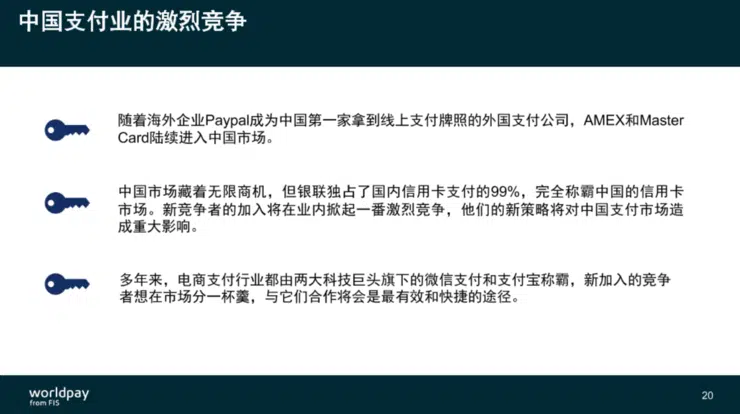 中国支付业的激烈竞争
随着海外企业Paypal成为中国第一家拿到线上支付牌照的外国支付公司，AMEX和Master
Card陆续进入中国市场。
中国市场藏着无限商机，但银联独占了国内信用卡支付的99%，完全称霸中国的信用卡
市场。新竞争者的加入将在业内掀起一番激烈竞争，他们的新策略将对中国支付市场造
成重大影响。
多年来，电商支付行业都由两大科技巨头旗下的微信支付和支付宝称霸，新加入的竞争
者想在市场分一杯羹，与它们合作将会是最有效和快捷的途径。
worldpay
from FIS
20